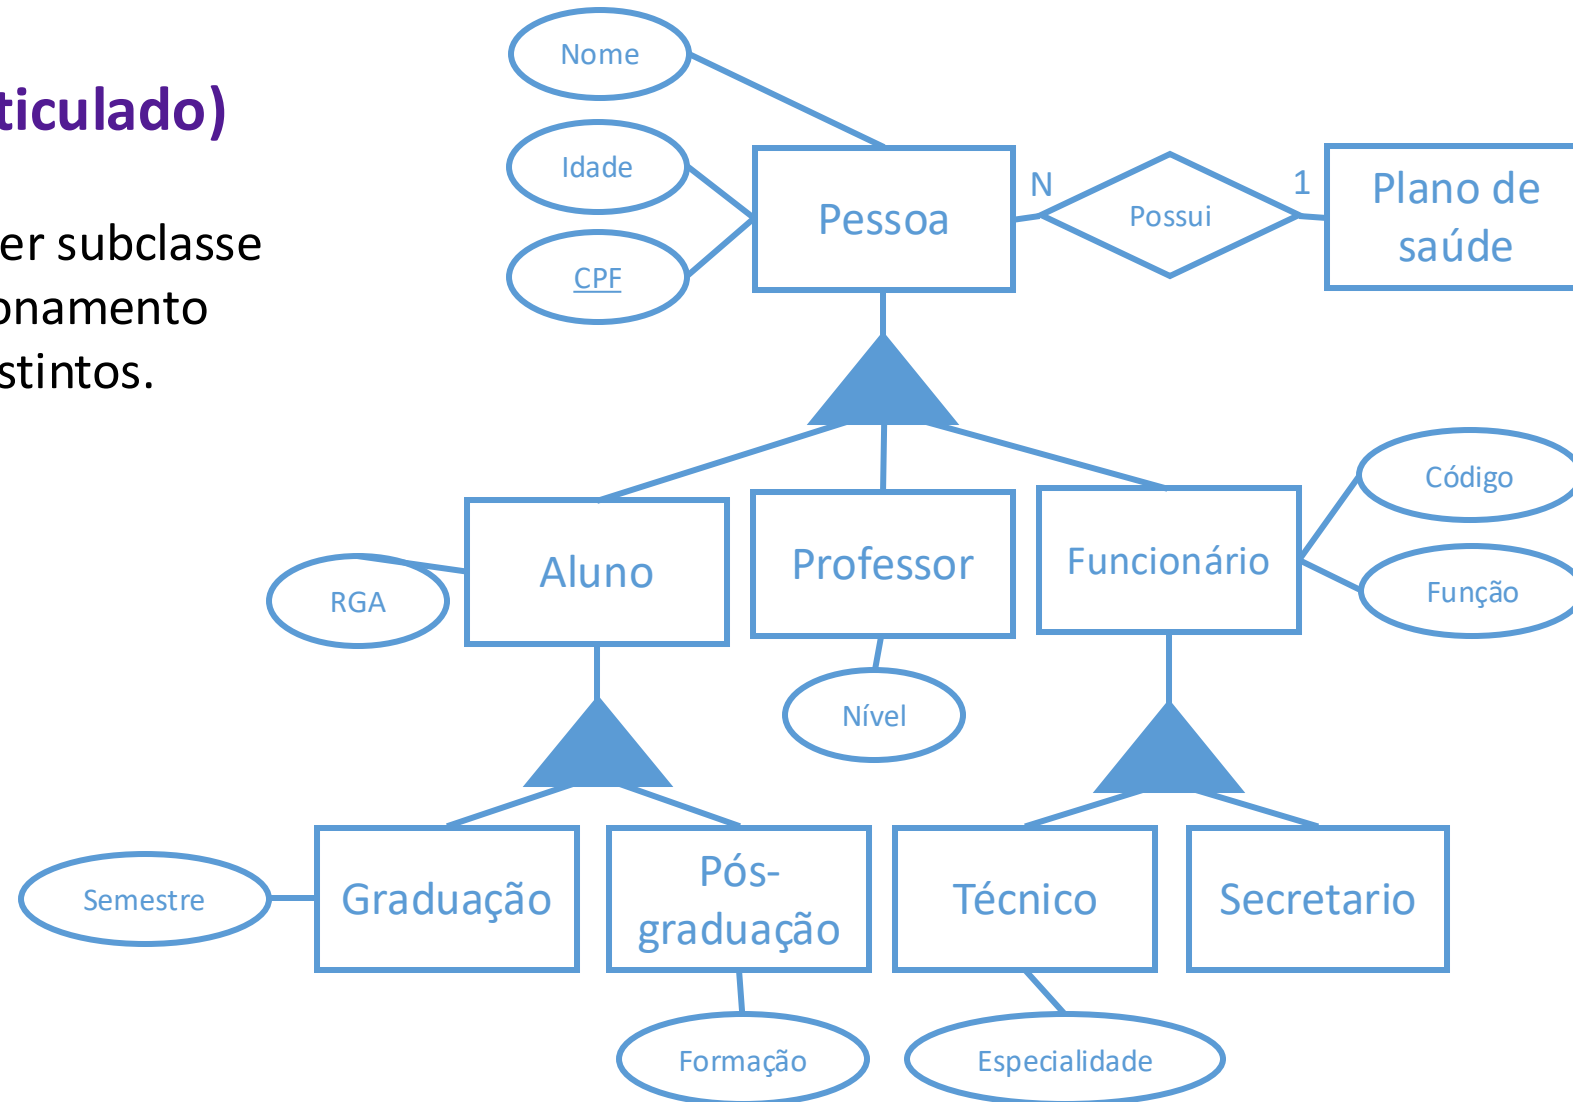 ticulado)
er subclasse
onamento
stintos.
Nome
Idade
CPF
Pessoa
N
Possui
1
Plano de
saúde
Aluno
Professor
Funcionário
Código
Função
RGA
Nível
Semestre
Graduação
Pós-
graduação
Técnico
Secretario
Formação
Especialidade